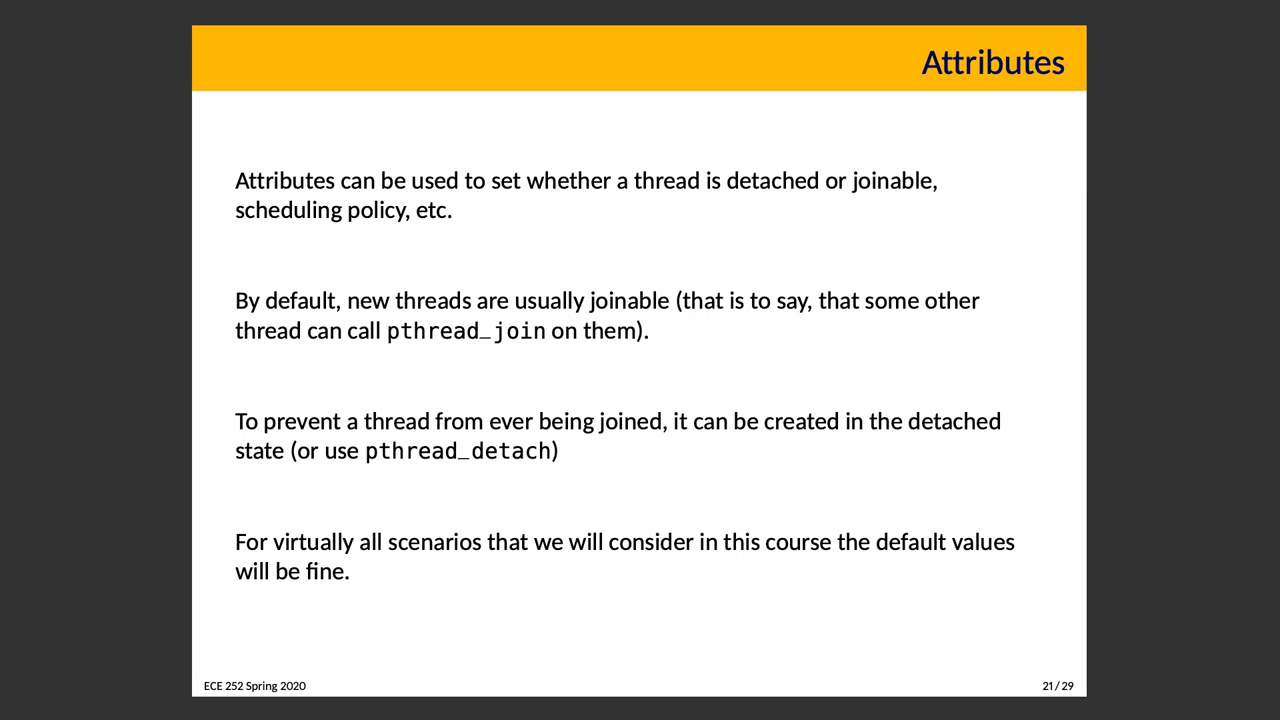 Attributes
Attributes can be used to set whether a thread is detached or joinable,
scheduling policy, etc.
By default, new threads are usually joinable (that is to say, that some other
thread can call pthread_join on them).
To prevent a thread from ever being joined, it can be created in the detached
state (or use pthread_detach)
For virtually all scenarios that we will consider in this course the default values
will be fine.
ECE 252 Spring 2020
21 / 29